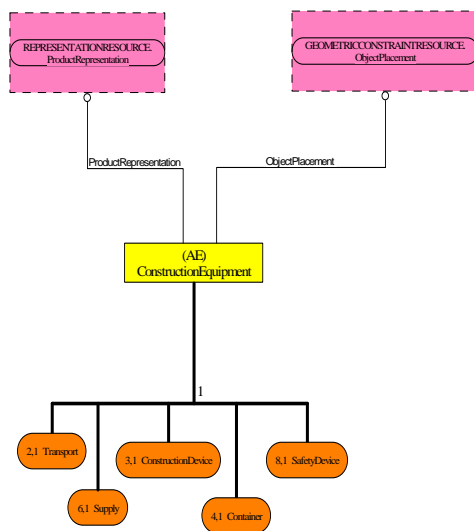 REPRESENTATIONRESOURCE.
ProductRepresentation
GEOMETRICCONSTRAINTRESOURCE.
ObjectPlacement
ProductRepresentation
ObjectPlacement
(AE)
ConstructionEquipment
1
2,1 Transport
3,1 ConstructionDevice
8,1 SafetyDevice
6,1 Supply
4,1 Container